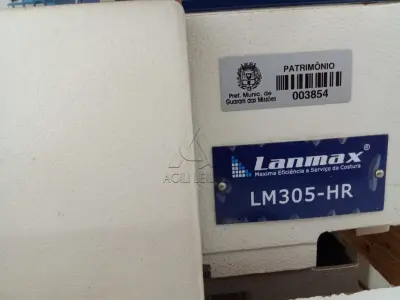 PATRIMÔNIO
Pref. Munic. de
Guarani das Missões
003854
Lanmax®
Máxima Eficiência a Serviço da Costura
LM305-HR